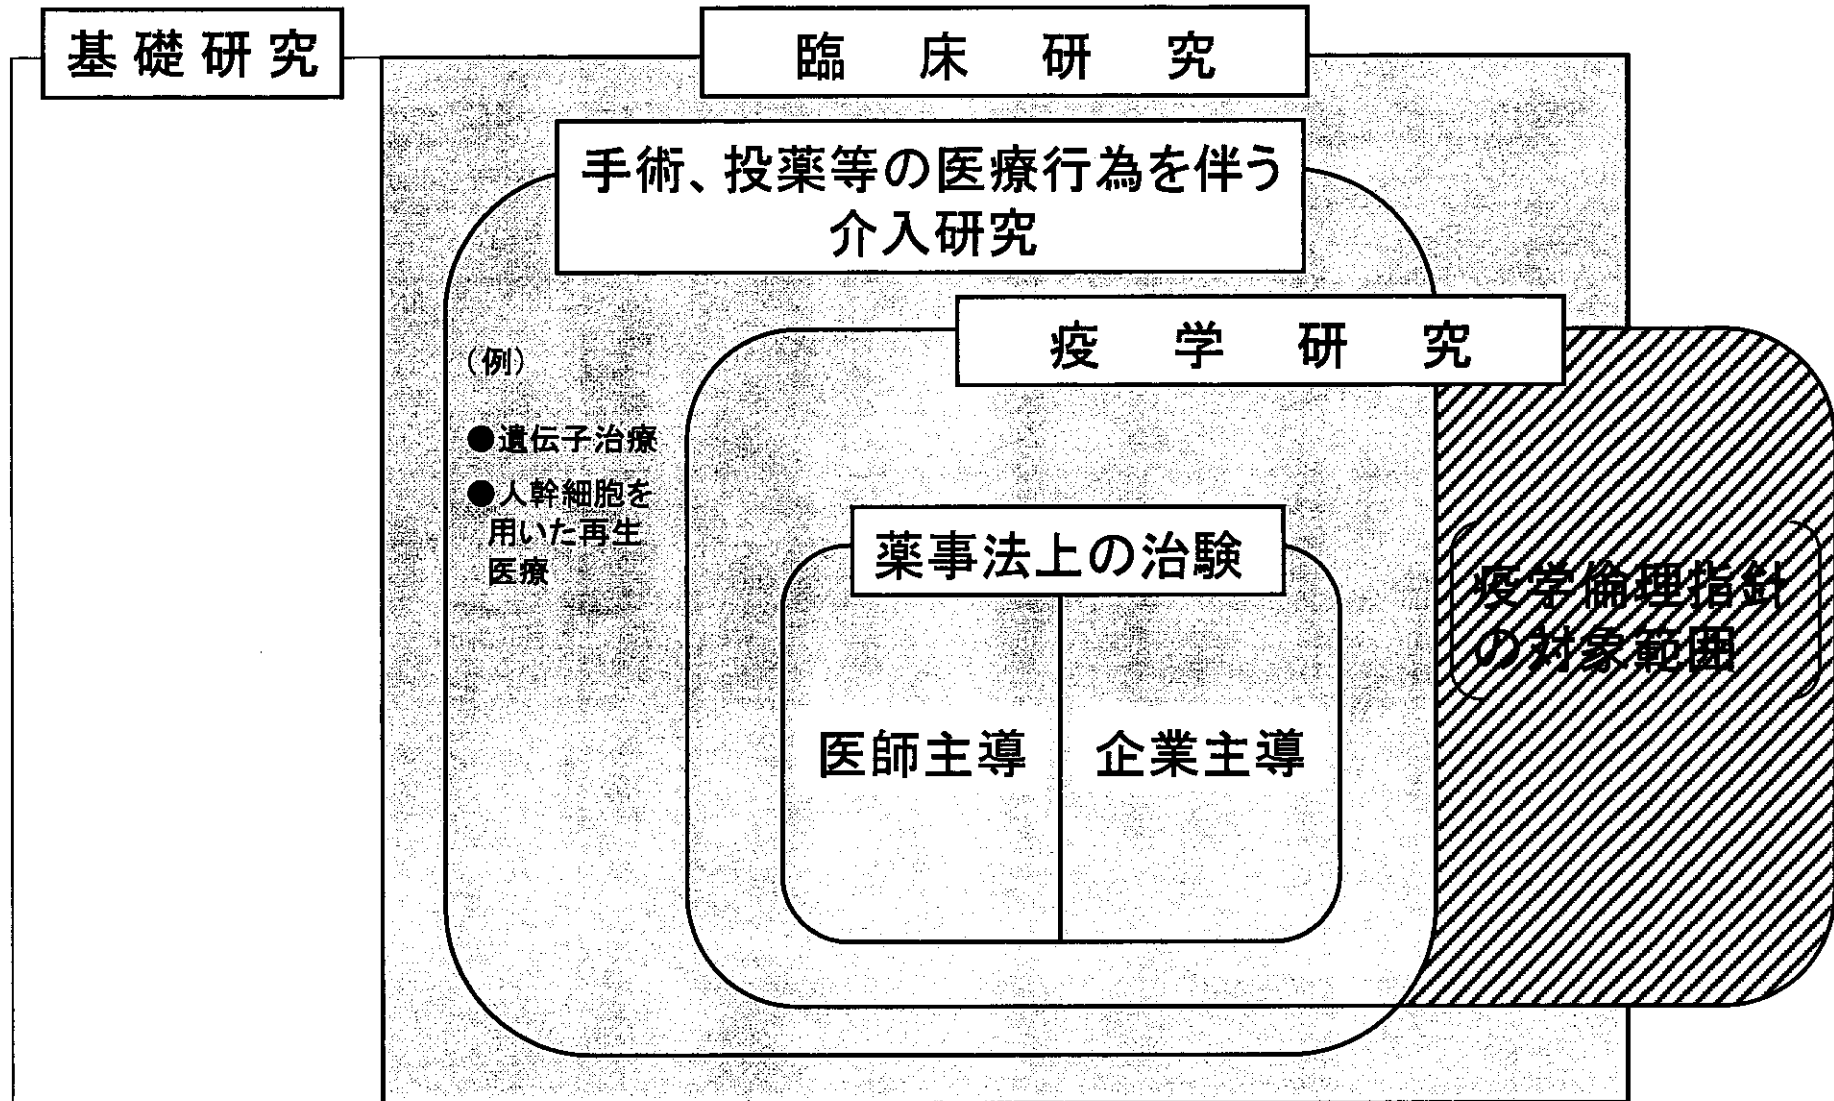 基礎研究
臨床研究
手術、投薬等の医療行為を伴う
介入研究
疫学研究
(例)
●遺伝子治療
●人幹細胞を
用いた再生
医療
薬事法上の治験
医師主導
企業主導
疫学倫理指針
の対象範囲